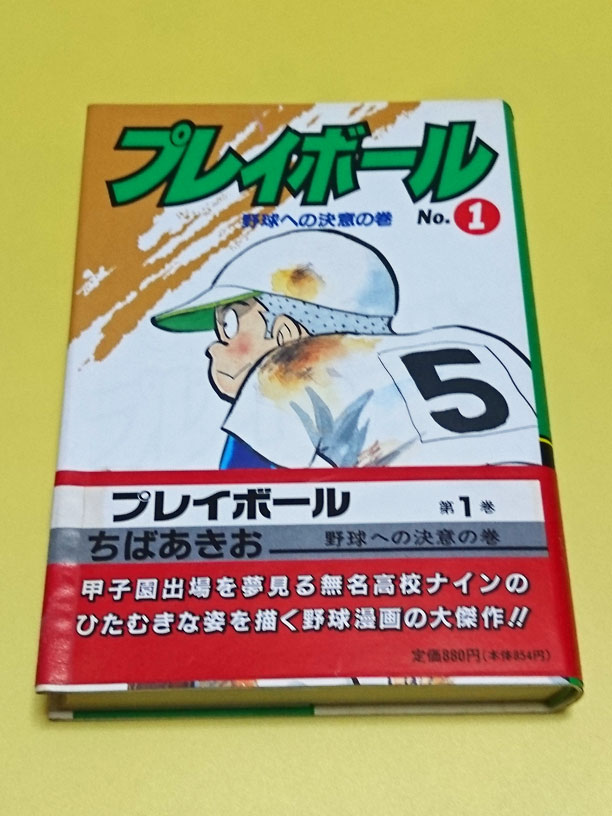 プレイボール
野球への決意の巻 No.1
5
プレイボール 第1巻
ちばあきお 野球への決意の巻
甲子園出場を夢見る無名高校ナインの
ひたむきな姿を描く野球漫画の大傑作!!
定価880円(本体854円)